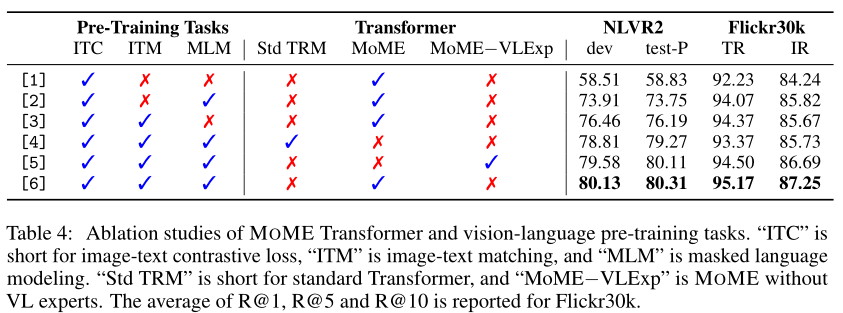 Pre-Training Tasks Transformer NLVR2 Flickr30k
ITC ITM MLM Std TRM MoME MoME−VLExp dev test-P TR IR
[1] ✓ ✗ ✗ ✗ ✓ ✗ 58.51 58.83 92.23 84.24
[2] ✓ ✗ ✓ ✗ ✓ ✗ 73.91 73.75 94.07 85.82
[3] ✓ ✓ ✗ ✗ ✓ ✗ 76.46 76.19 94.37 85.67
[4] ✓ ✓ ✓ ✓ ✗ ✗ 78.81 79.27 93.37 85.73
[5] ✓ ✓ ✓ ✗ ✗ ✓ 79.58 80.11 94.50 86.69
[6] ✓ ✓ ✓ ✗ ✓ ✗ 80.13 80.31 95.17 87.25
Table 4: Ablation studies of MOME Transformer and vision-language pre-training tasks. “ITC” is
short for image-text contrastive loss, “ITM” is image-text matching, and “MLM” is masked language
modeling. “Std TRM” is short for standard Transformer, and “MoME−VLExp” is MOME without
VL experts. The average of R@1, R@5 and R@10 is reported for Flickr30k.